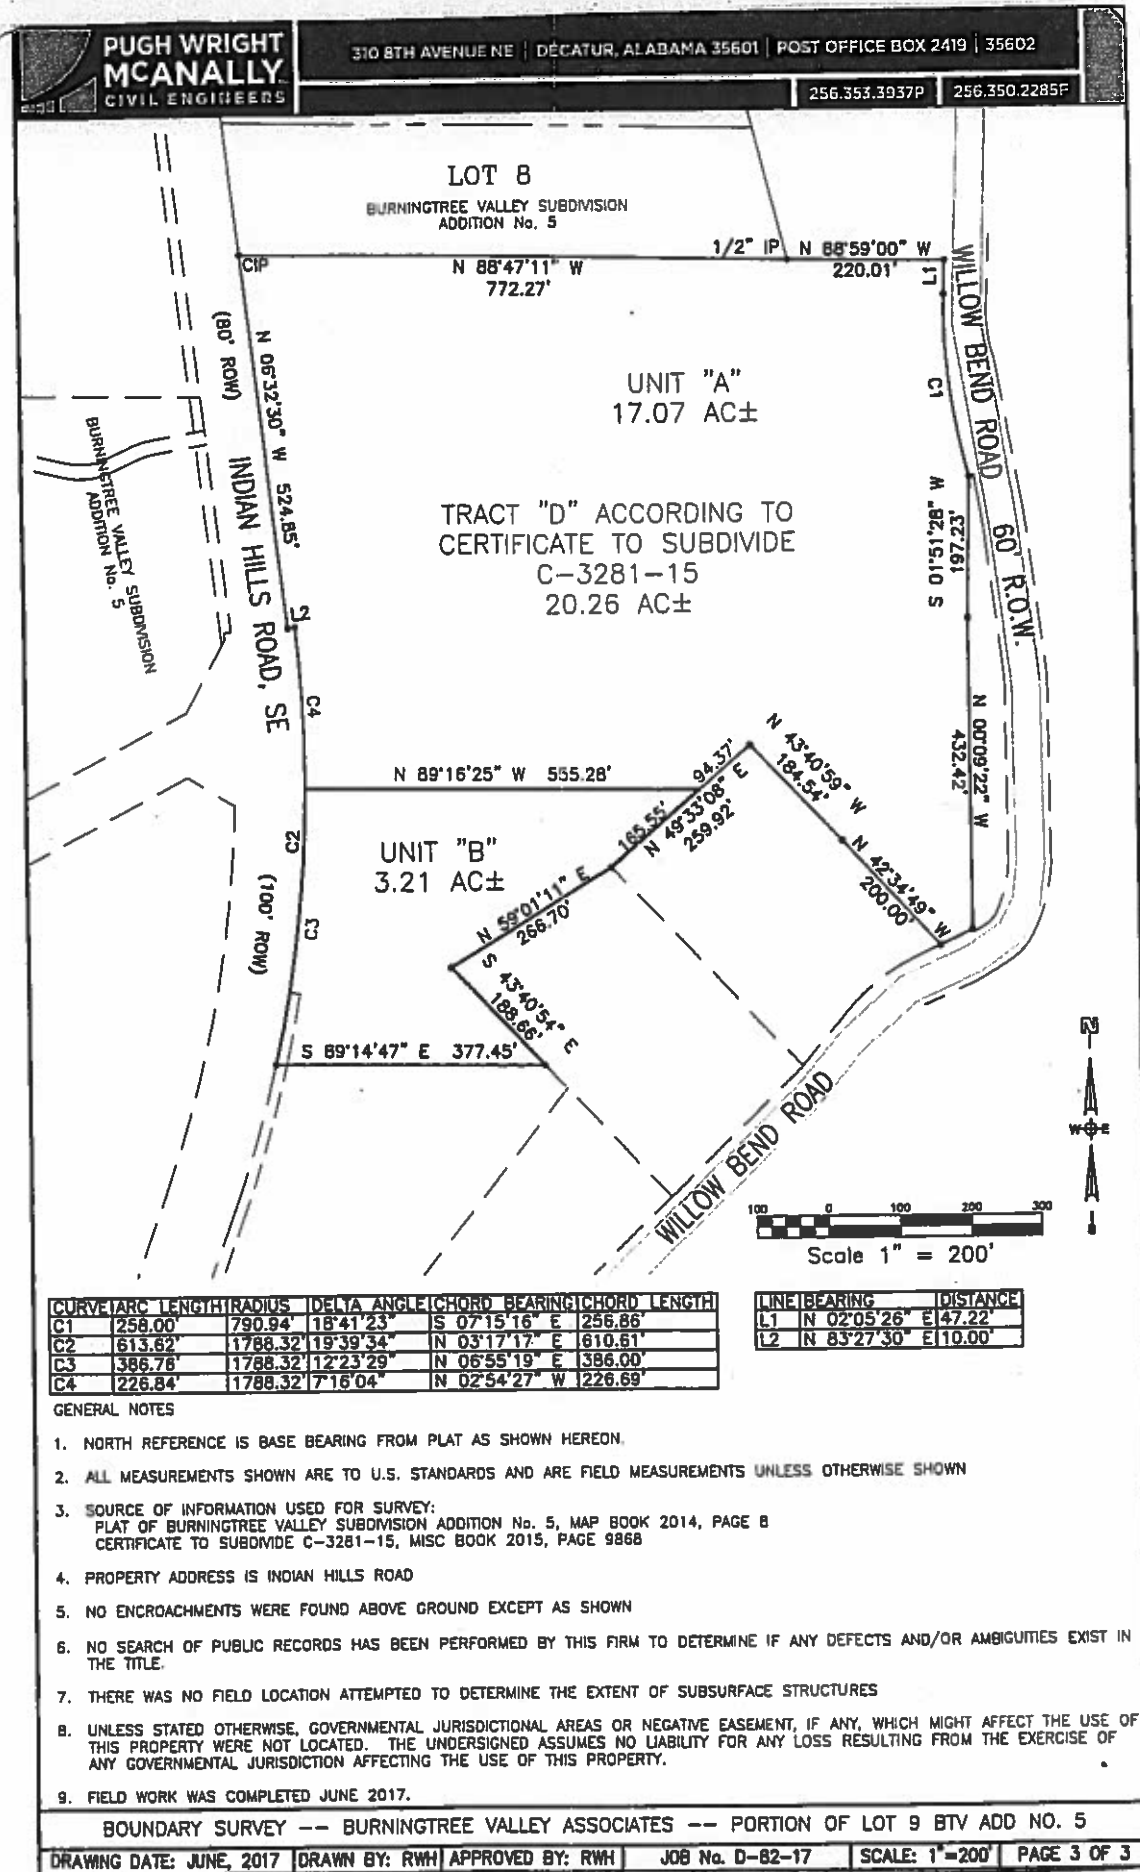 PUGH WRIGHT
MCANALLY
CIVIL ENGINEERS
310 8TH AVENUE NE | DECATUR, ALABAMA 35601 | POST OFFICE BOX 2419 | 35602
256.353.3937P
256.350.2285F
LOT 8
BURNINGTREE VALLEY SUBDIVISION
ADDITION No. 5
CIP
N 88°47'11" W
772.27'
1/2" IP
N 88°59'00" W
220.01'
L1
WILLOW BEND ROAD 60' R.O.W.
C1
(80' ROW)
N 06°32'30" W 524.85'
INDIAN HILLS ROAD, SE
BURNINGTREE VALLEY SUBDIVISION
ADDITION No. 5
UNIT "A"
17.07 AC±
TRACT "D" ACCORDING TO
CERTIFICATE TO SUBDIVIDE
C-3281-15
20.26 AC±
S 01°51'28" W
197.23'
L2
C4
N 00°09'22" W
432.42'
N 89°16'25" W 555.28'
94.37'
165.55'
N 49°33'08" E
259.92'
N 43°40'59" W
184.54'
N 42°34'49" W
200.00'
C2
UNIT "B"
3.21 AC±
C3
(100' ROW)
N 59°01'11" E
266.70'
S 43°40'54" E
188.66'
S 89°14'47" E 377.45'
WILLOW BEND ROAD
N
W E
S
100 0 100 200 300
Scale 1" = 200'
CURVE ARC LENGTH RADIUS DELTA ANGLE CHORD BEARING CHORD LENGTH
C1 258.00' 790.94' 18°41'23" S 07°15'16" E 256.86'
C2 613.62' 1788.32' 19°39'34" N 03°17'17" E 610.61'
C3 386.76' 1788.32' 12°23'29" N 06°55'19" E 386.00'
C4 226.84' 1788.32' 7°16'04" N 02°54'27" W 226.69'
LINE BEARING DISTANCE
L1 N 02°05'26" E 47.22'
L2 N 83°27'30" E 10.00'
GENERAL NOTES
1. NORTH REFERENCE IS BASE BEARING FROM PLAT AS SHOWN HEREON.
2. ALL MEASUREMENTS SHOWN ARE TO U.S. STANDARDS AND ARE FIELD MEASUREMENTS UNLESS OTHERWISE SHOWN
3. SOURCE OF INFORMATION USED FOR SURVEY:
PLAT OF BURNINGTREE VALLEY SUBDIVISION ADDITION No. 5, MAP BOOK 2014, PAGE 8
CERTIFICATE TO SUBDIVIDE C-3281-15, MISC BOOK 2015, PAGE 9868
4. PROPERTY ADDRESS IS INDIAN HILLS ROAD
5. NO ENCROACHMENTS WERE FOUND ABOVE GROUND EXCEPT AS SHOWN
6. NO SEARCH OF PUBLIC RECORDS HAS BEEN PERFORMED BY THIS FIRM TO DETERMINE IF ANY DEFECTS AND/OR AMBIGUITIES EXIST IN
THE TITLE.
7. THERE WAS NO FIELD LOCATION ATTEMPTED TO DETERMINE THE EXTENT OF SUBSURFACE STRUCTURES
8. UNLESS STATED OTHERWISE, GOVERNMENTAL JURISDICTIONAL AREAS OR NEGATIVE EASEMENT, IF ANY, WHICH MIGHT AFFECT THE USE OF
THIS PROPERTY WERE NOT LOCATED. THE UNDERSIGNED ASSUMES NO LIABILITY FOR ANY LOSS RESULTING FROM THE EXERCISE OF
ANY GOVERNMENTAL JURISDICTION AFFECTING THE USE OF THIS PROPERTY.
9. FIELD WORK WAS COMPLETED JUNE 2017.
BOUNDARY SURVEY -- BURNINGTREE VALLEY ASSOCIATES -- PORTION OF LOT 9 BTV ADD NO. 5
DRAWING DATE: JUNE, 2017 DRAWN BY: RWH APPROVED BY: RWH JOB No. D-82-17 SCALE: 1"=200' PAGE 3 OF 3